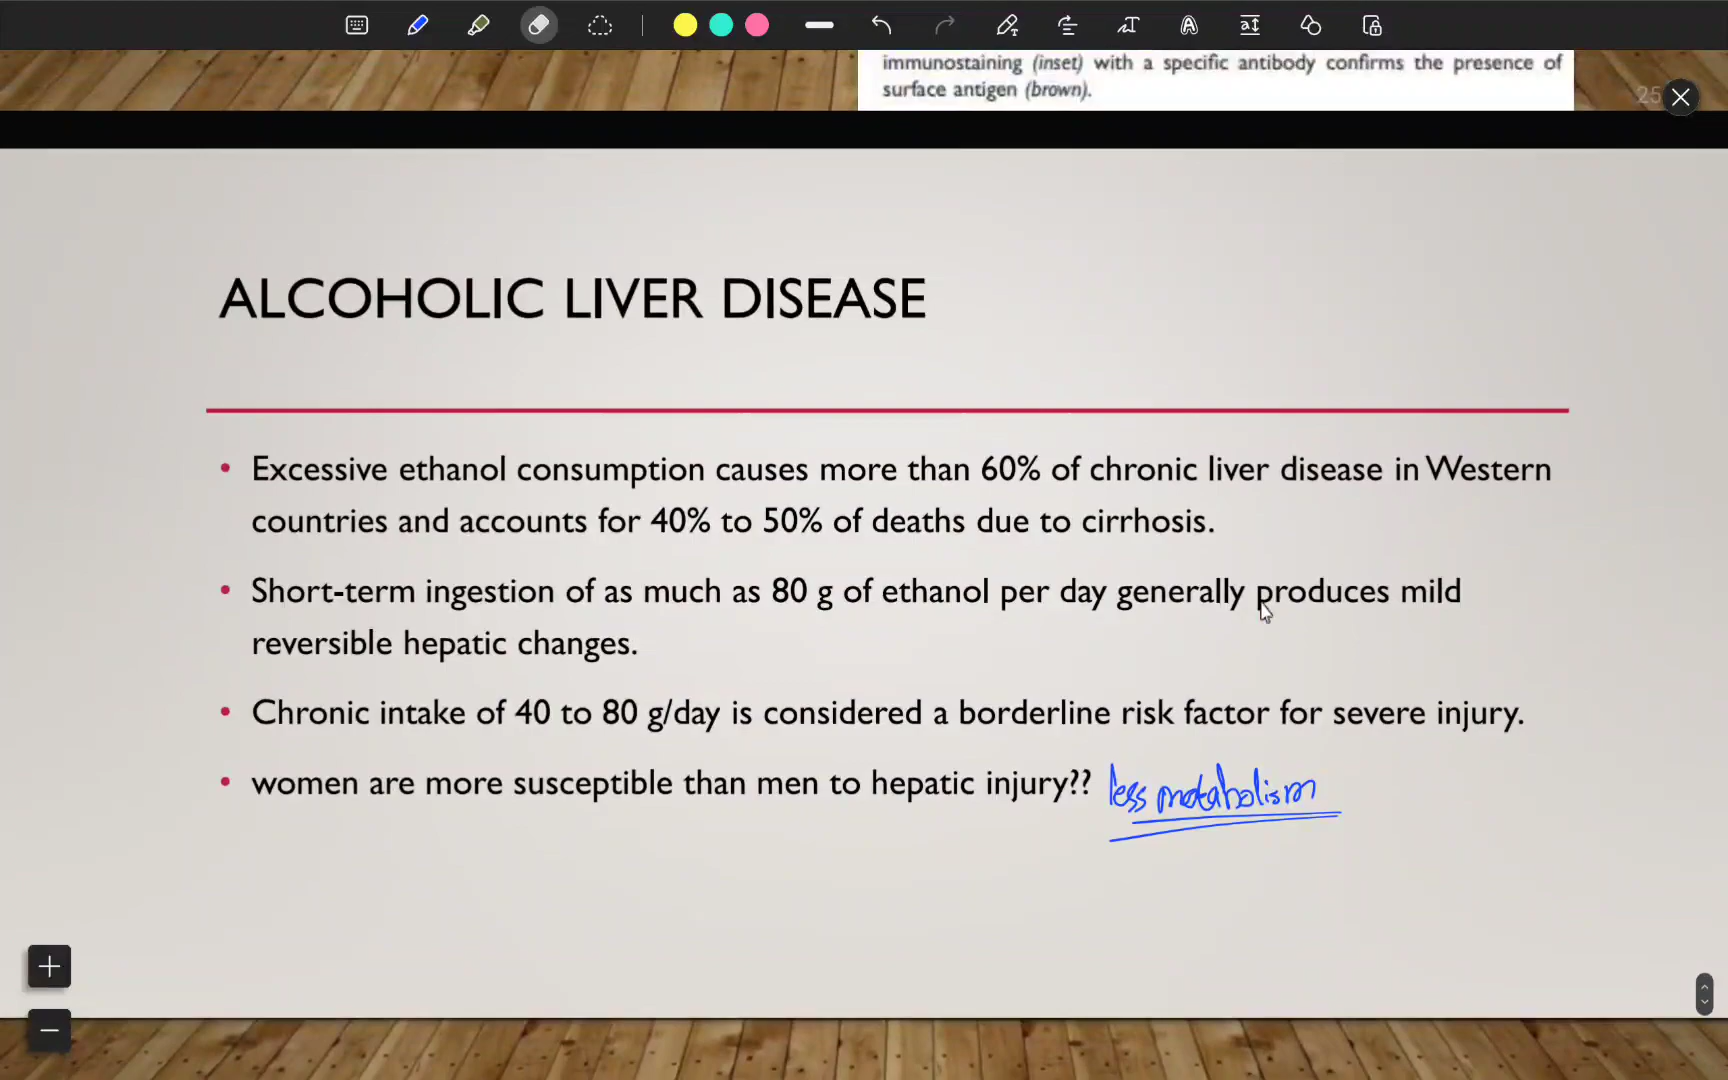 immunostaining (inset) with a specific antibody confirms the presence of
surface antigen (brown).
25
ALCOHOLIC LIVER DISEASE
• Excessive ethanol consumption causes more than 60% of chronic liver disease in Western
countries and accounts for 40% to 50% of deaths due to cirrhosis.
• Short-term ingestion of as much as 80 g of ethanol per day generally produces mild
reversible hepatic changes.
• Chronic intake of 40 to 80 g/day is considered a borderline risk factor for severe injury.
• women are more susceptible than men to hepatic injury?? less metabolism